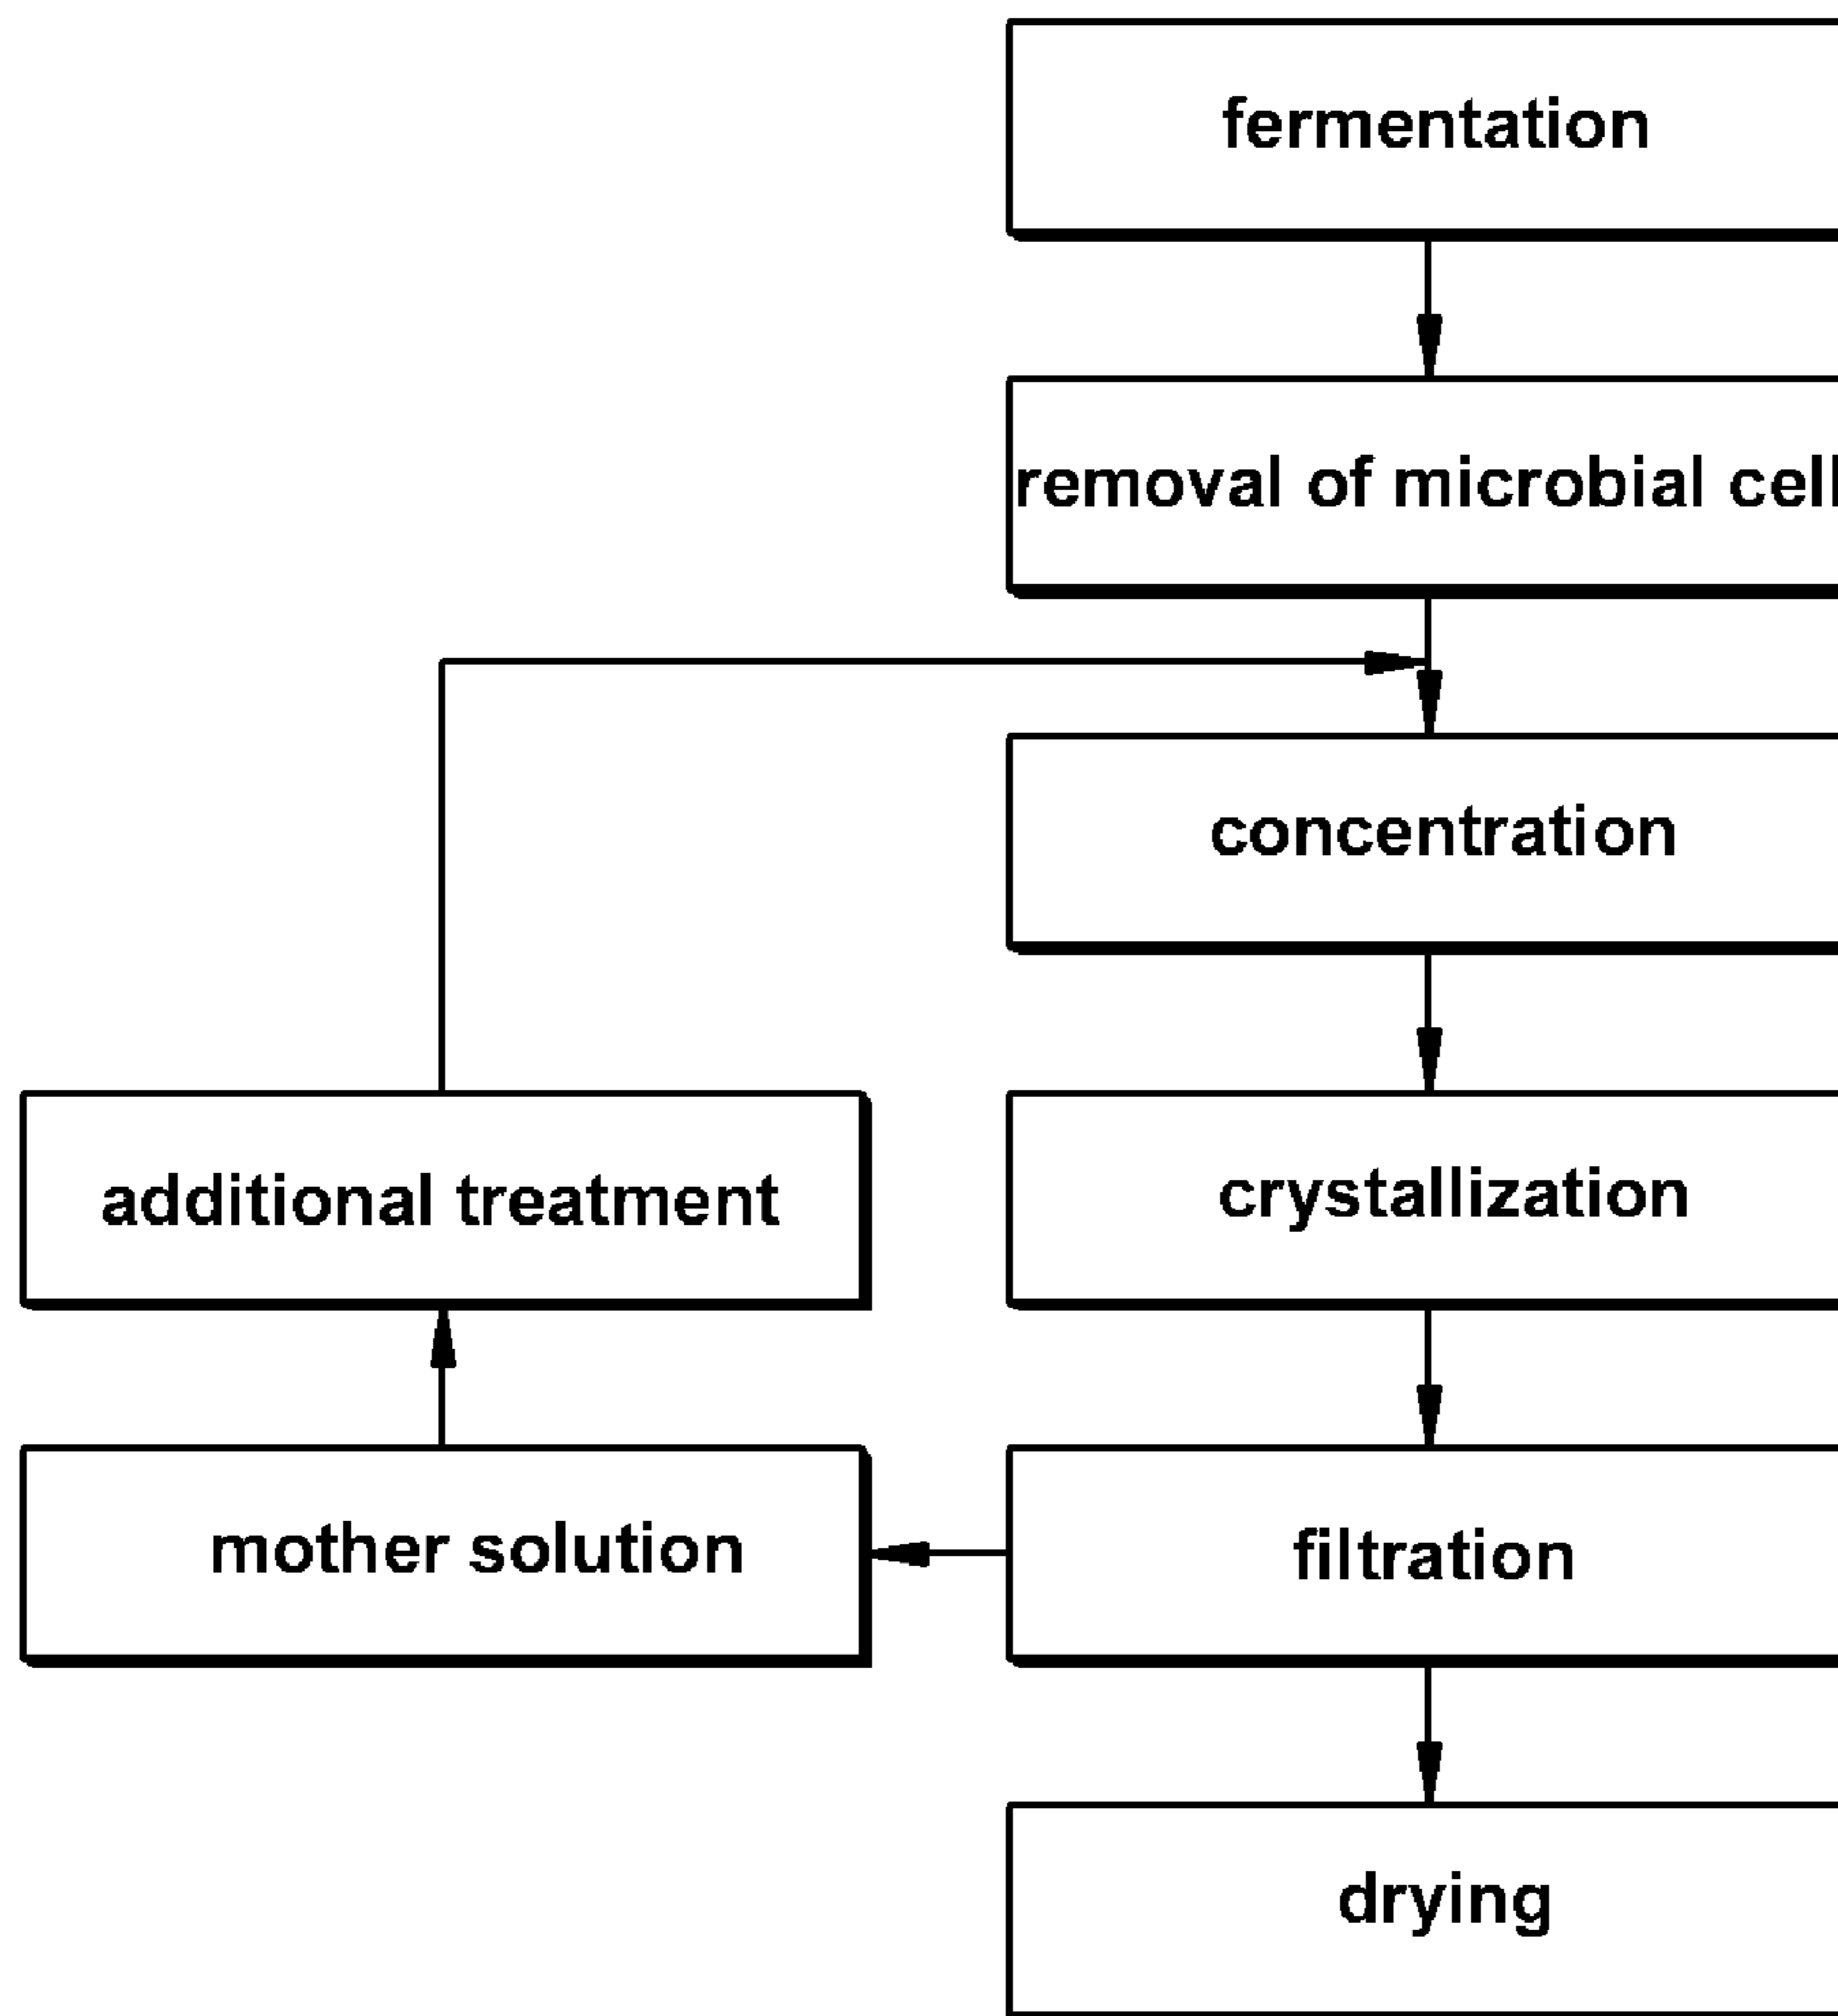 fermentation
removal of microbial cell
concentration
additional treatment
crystallization
mother solution
filtration
drying